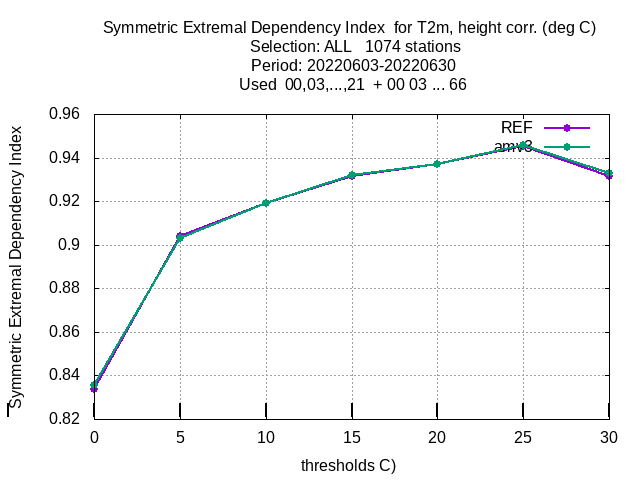 Symmetric Extremal Dependency Index  for T2m, height corr. (deg C)
Selection: ALL   1074 stations
Period: 20220603-20220630
Used  00,03,...,21  + 00 03 ... 66
Symmetric Extremal Dependency Index
0.96
0.94
0.92
0.9
0.88
0.86
0.84
0.82
REF
amv3
0 5 10 15 20 25 30
thresholds C)